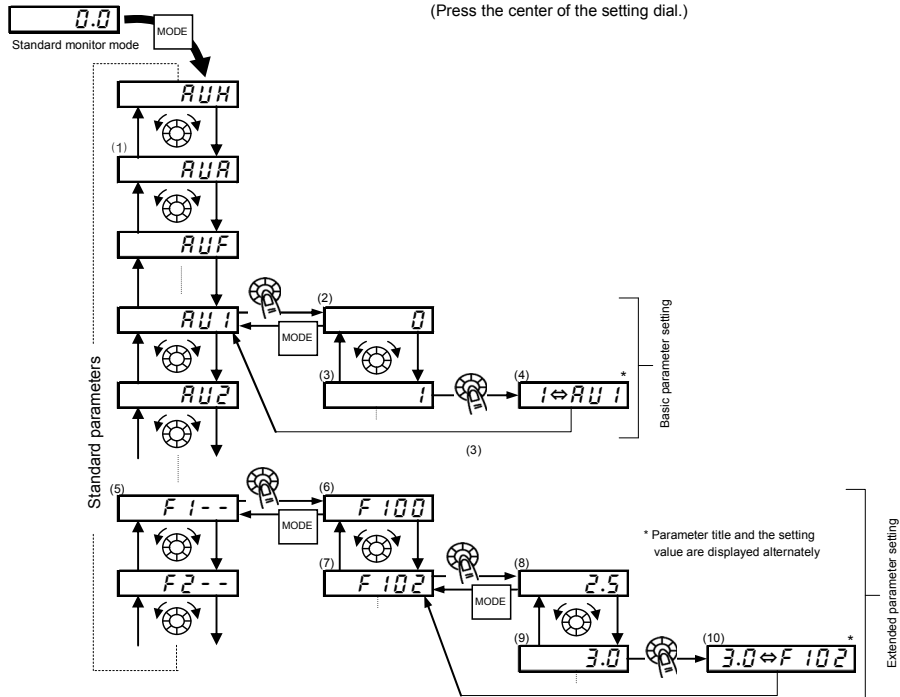 (Press the center of the setting dial.)
0.0
MODE
Standard monitor mode
AUH
(1)
AUA
AUF
AU1
(2)
0
MODE
(3)
1
(4)
1⇔AU1
*
AU2
(3)
Basic parameter setting
Standard parameters
(5)
F1--
(6)
F100
MODE
* Parameter title and the setting
value are displayed alternately
F2--
(7)
F102
(8)
2.5
MODE
(9)
3.0
(10)
3.0⇔F102
*
Extended parameter setting